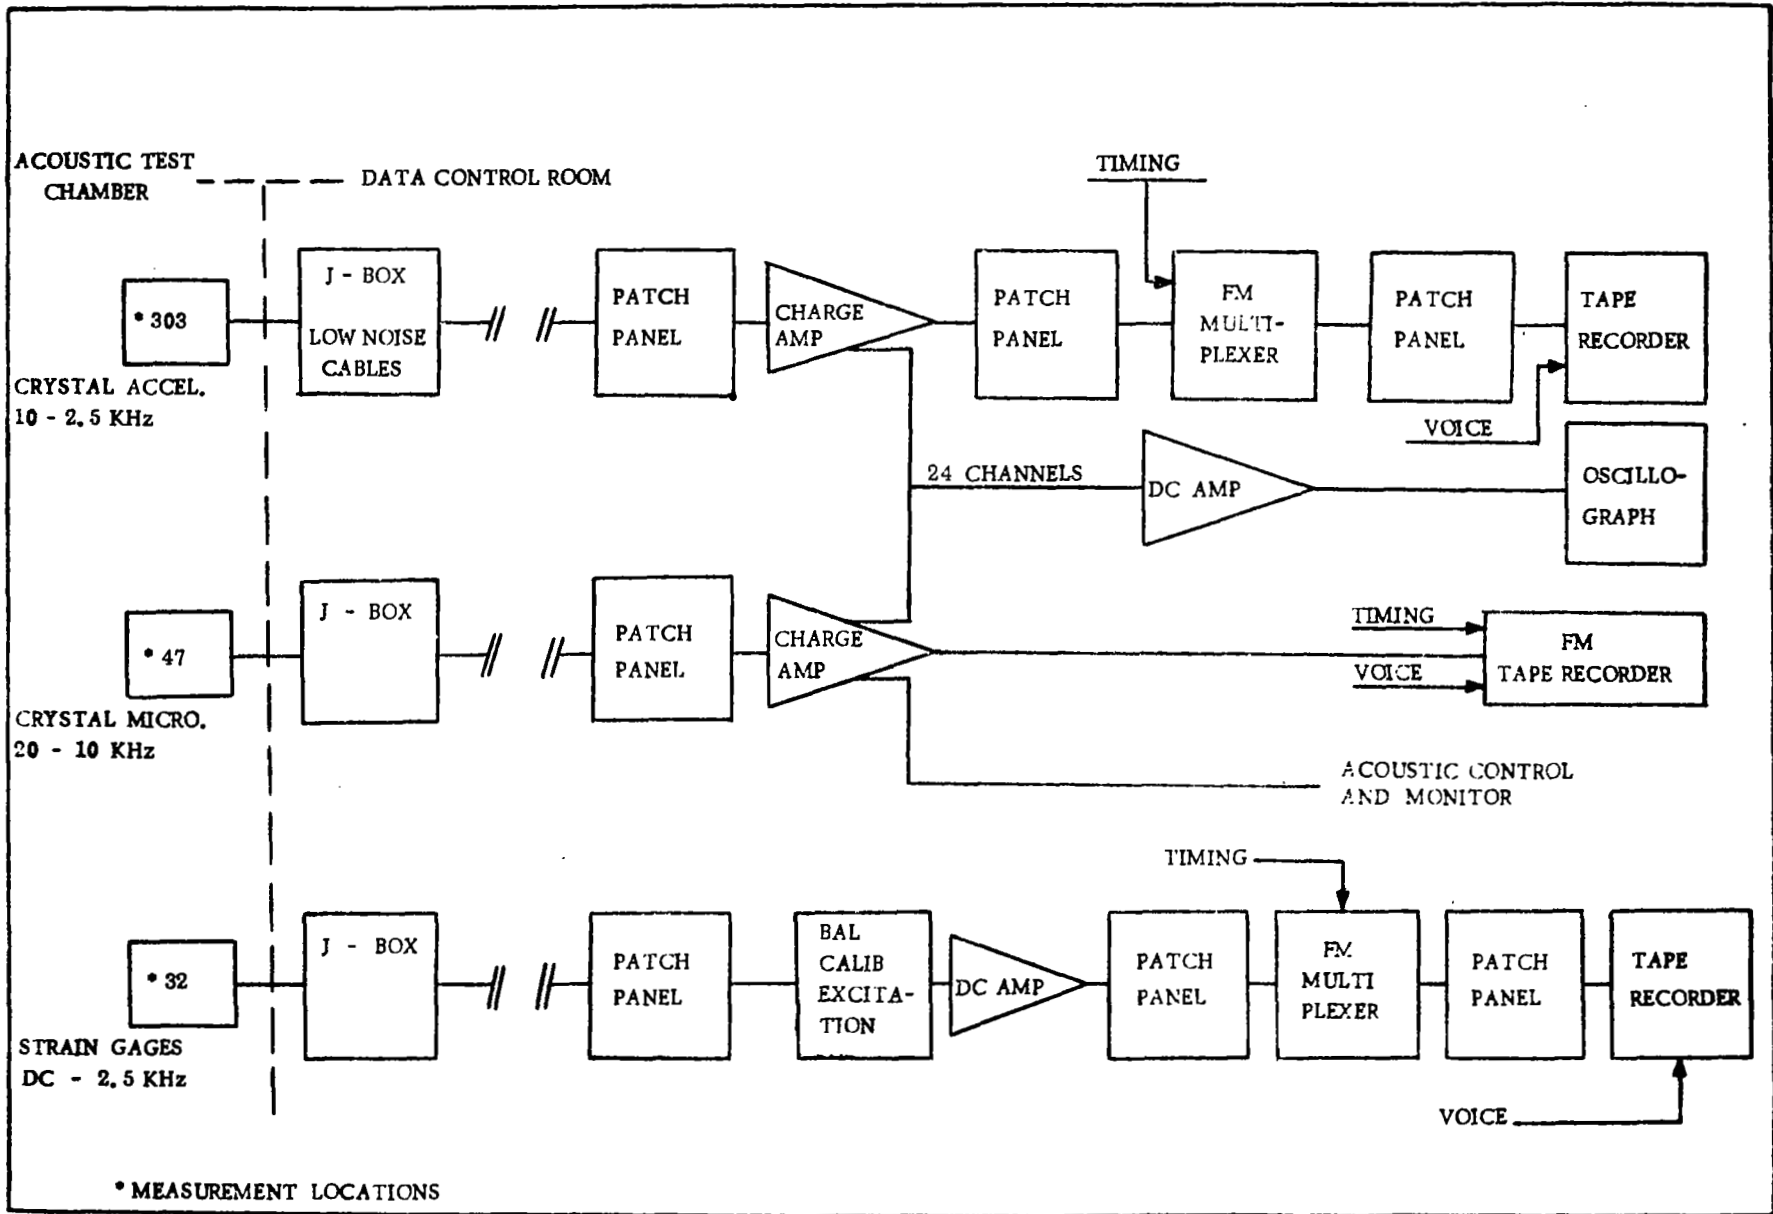 ACOUSTIC TEST
CHAMBER
DATA CONTROL ROOM
TIMING
* 303
J - BOX
LOW NOISE
CABLES
PATCH
PANEL
CHARGE
AMP
PATCH
PANEL
FM
MULTI-
PLEXER
PATCH
PANEL
TAPE
RECORDER
CRYSTAL ACCEL.
10 - 2.5 KHz
VOICE
24 CHANNELS
DC AMP
OSCILLO-
GRAPH
* 47
J - BOX
PATCH
PANEL
CHARGE
AMP
TIMING
VOICE
FM
TAPE RECORDER
CRYSTAL MICRO.
20 - 10 KHz
ACOUSTIC CONTROL
AND MONITOR
TIMING
* 32
J - BOX
PATCH
PANEL
BAL
CALIB
EXCITA-
TION
DC AMP
PATCH
PANEL
FM
MULTI
PLEXER
PATCH
PANEL
TAPE
RECORDER
STRAIN GAGES
DC - 2.5 KHz
VOICE
* MEASUREMENT LOCATIONS